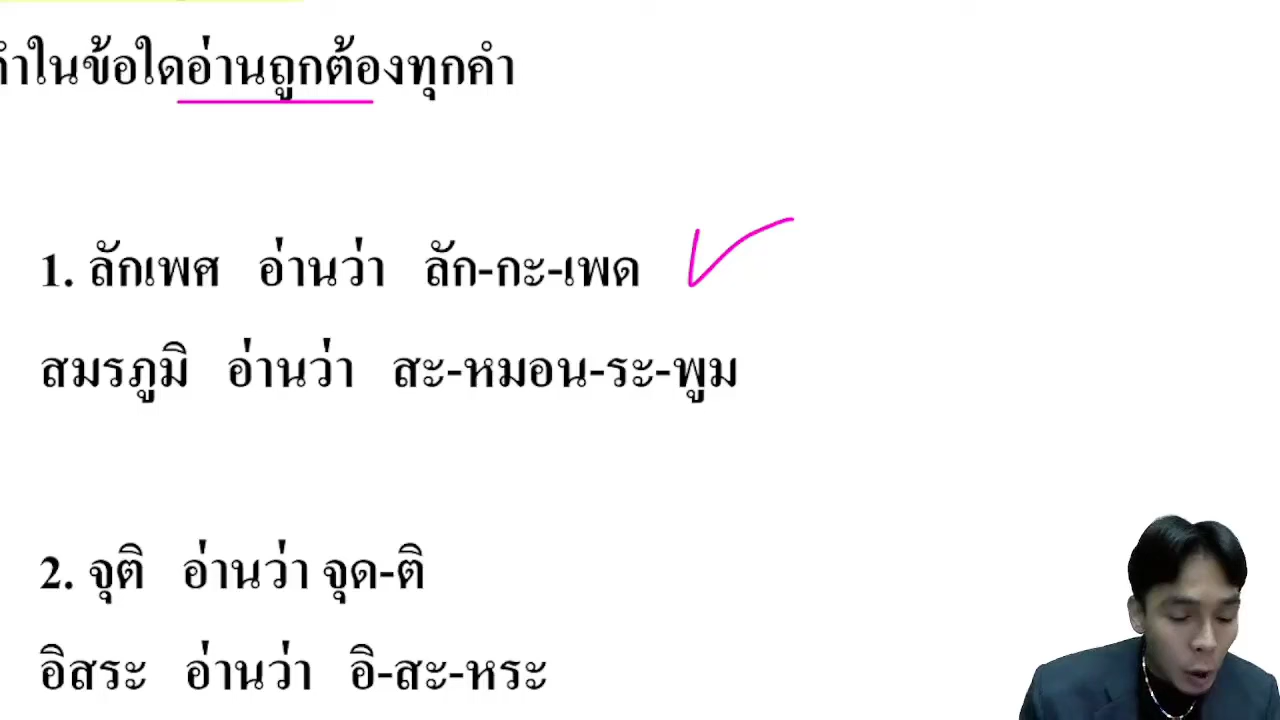 คำในข้อใดอ่านถูกต้องทุกคำ
1. ลักเพศ อ่านว่า ลัก-กะ-เพด
สมรภูมิ อ่านว่า สะ-หมอน-ระ-พูม
2. จุติ อ่านว่า จุด-ติ
อิสระ อ่านว่า อิ-สะ-หระ